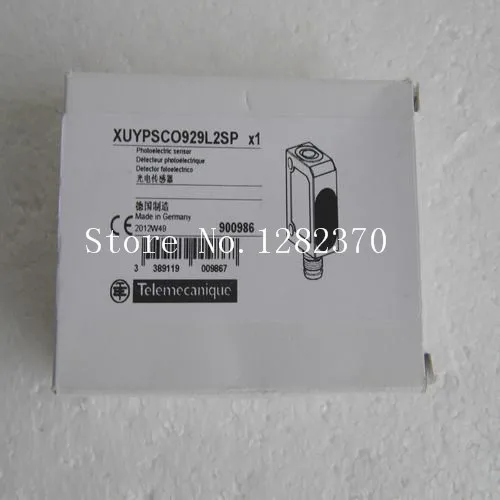 XUYPSCO929L2SP x1
Photoelectric sensor
Détecteur photoélectrique
Detector fotoelectrico
光电传感器
德国制造
Made in Germany
2012W49
900986
Store No.: 1282370
3 389119 009867
Telemecanique